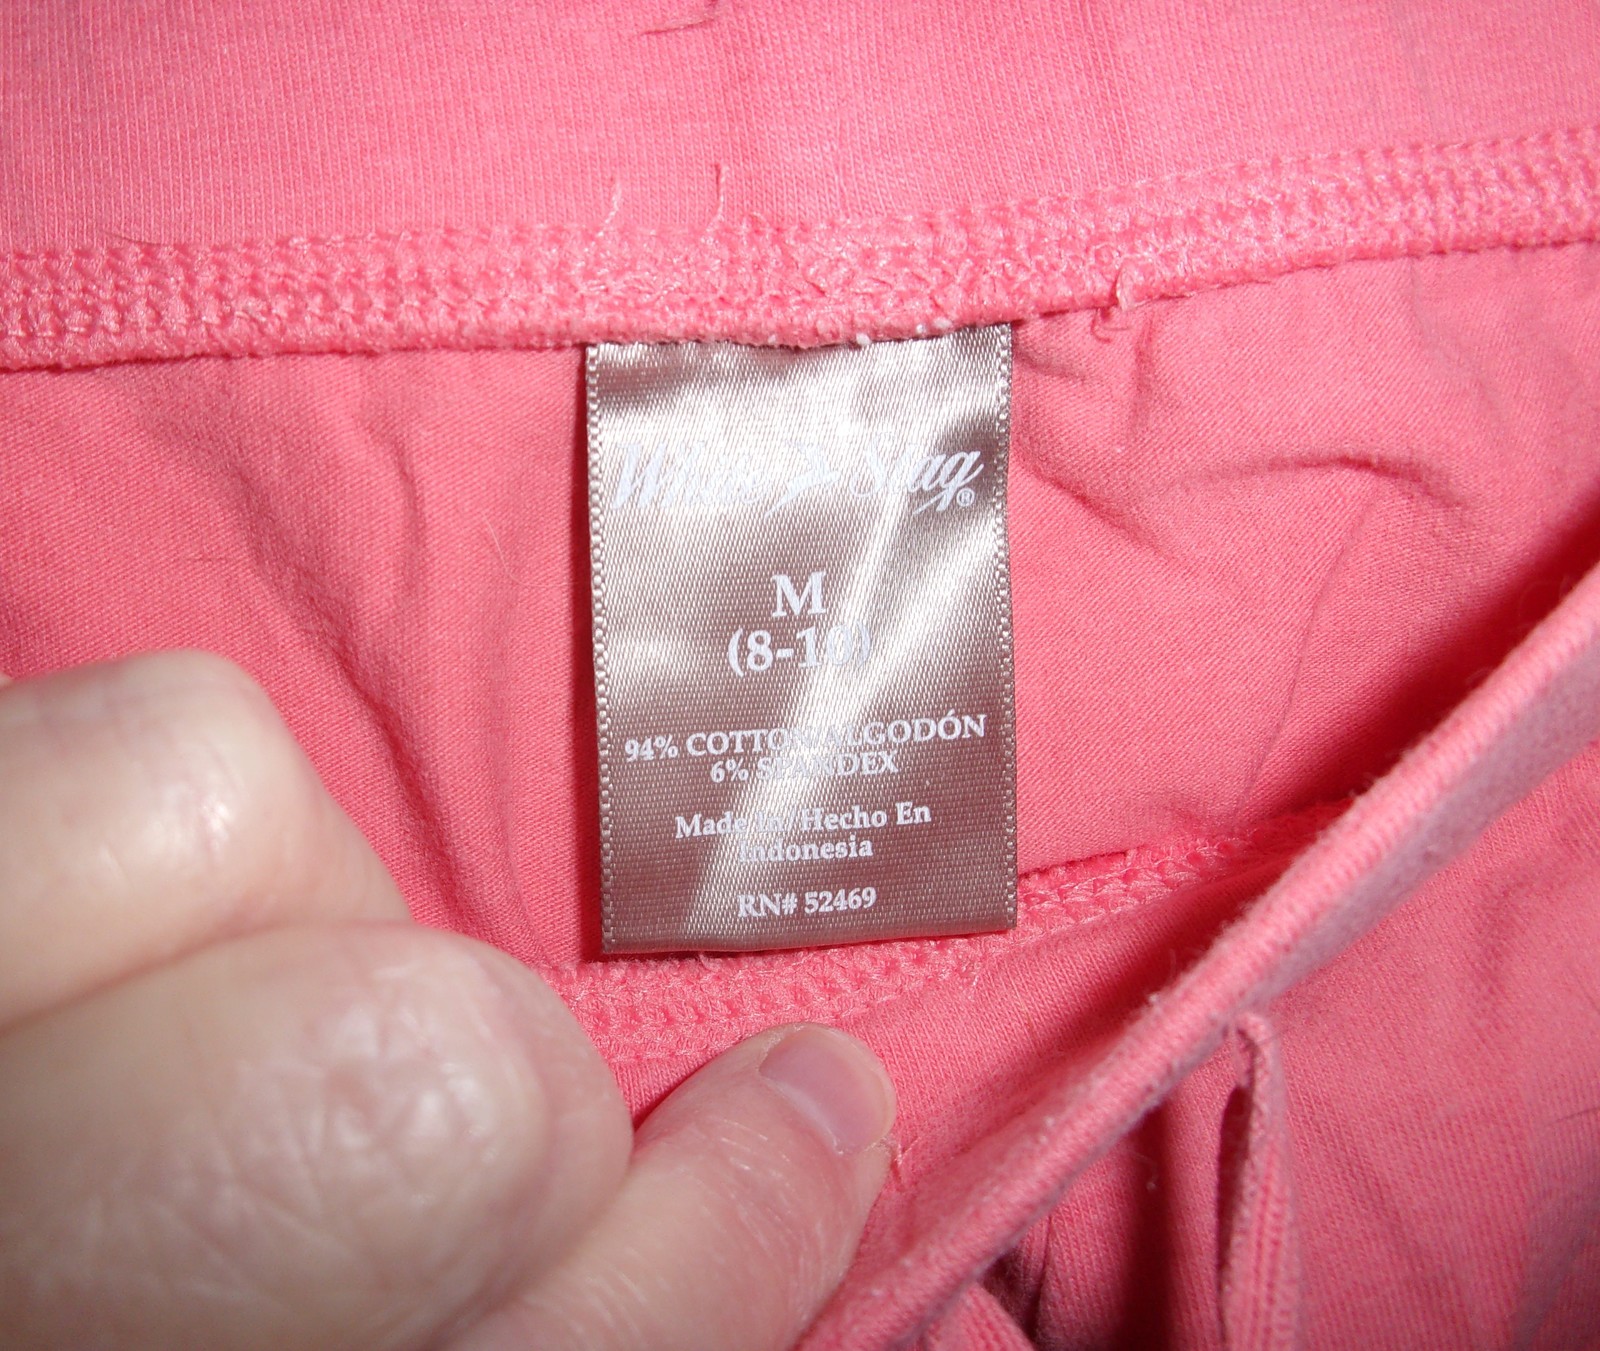 White Stag®
M
(8-10)
94% COTTON/ALGODÓN
6% SPANDEX
Made In/Hecho En
Indonesia
RN# 52469